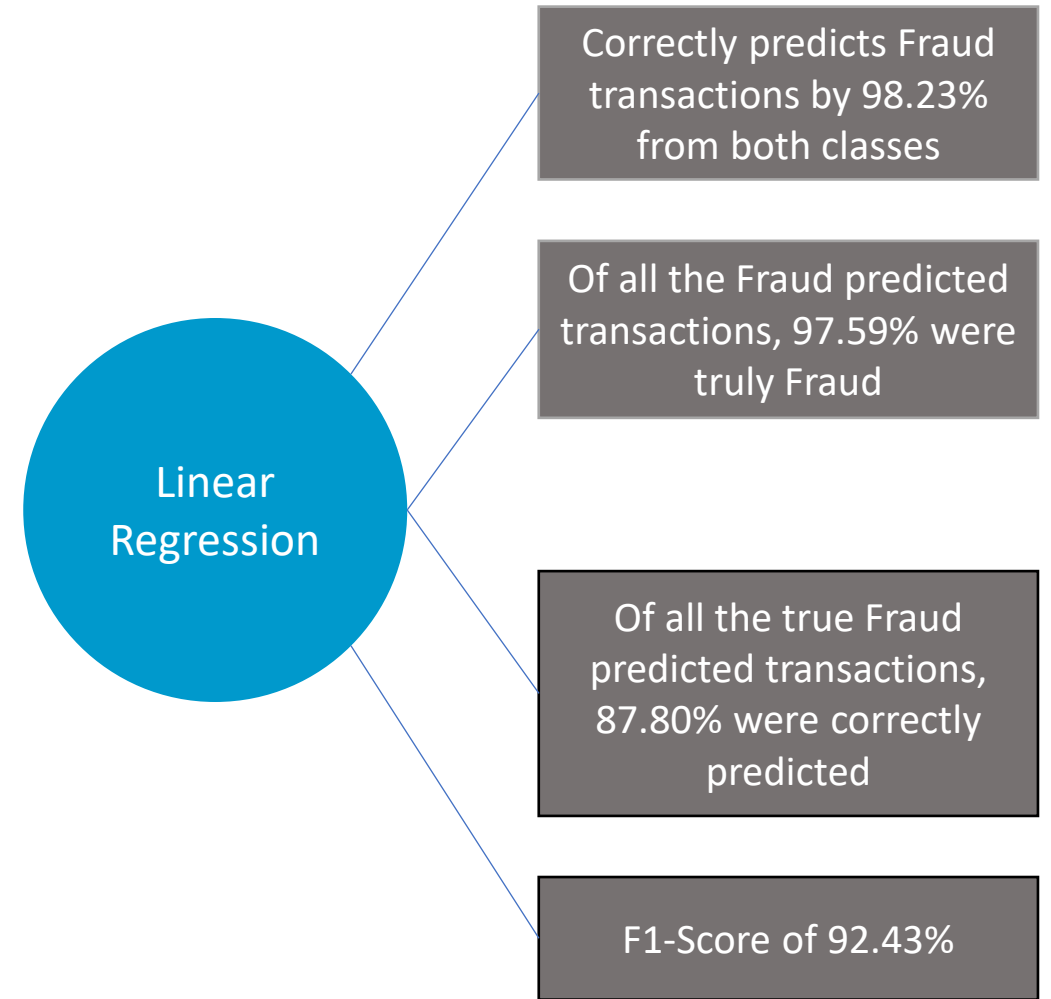 Correctly predicts Fraud
transactions by 98.23%
from both classes
Of all the Fraud predicted
transactions, 97.59% were
truly Fraud
Linear
Regression
Of all the true Fraud
predicted transactions,
87.80% were correctly
predicted
F1-Score of 92.43%